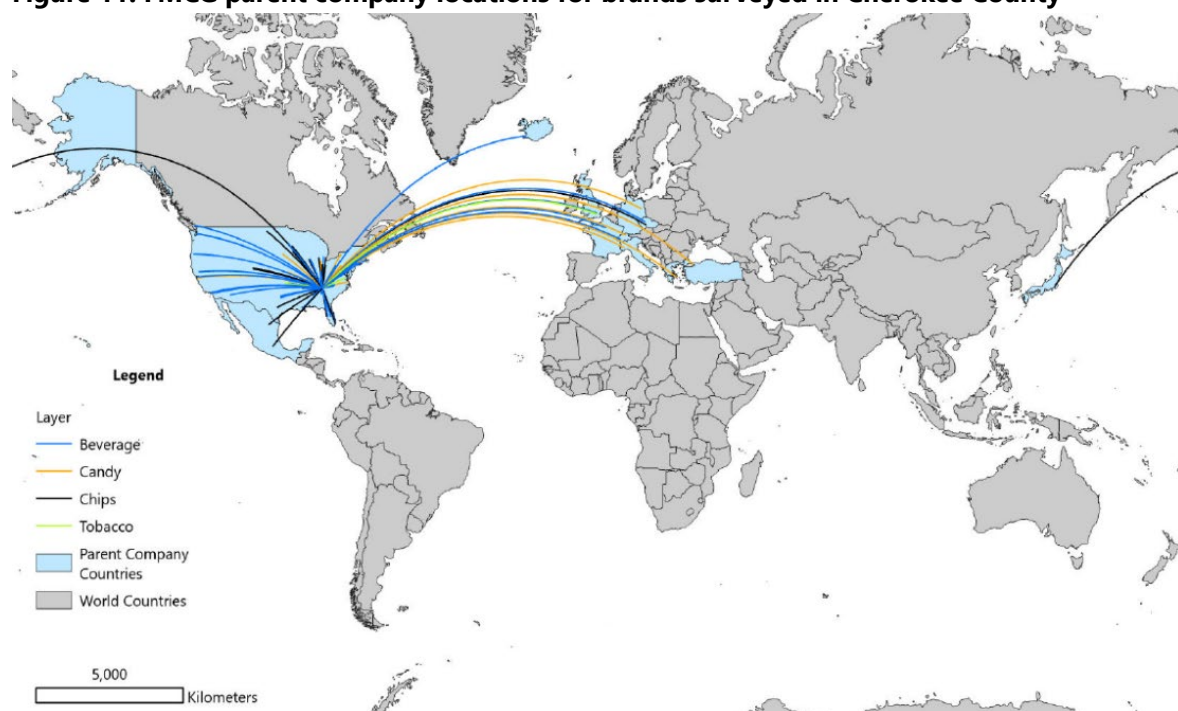 Figure 11. FMCG parent company locations for brands surveyed in Cherokee County
Legend
Layer
Beverage
Candy
Chips
Tobacco
Parent Company
Countries
World Countries
5,000
Kilometers